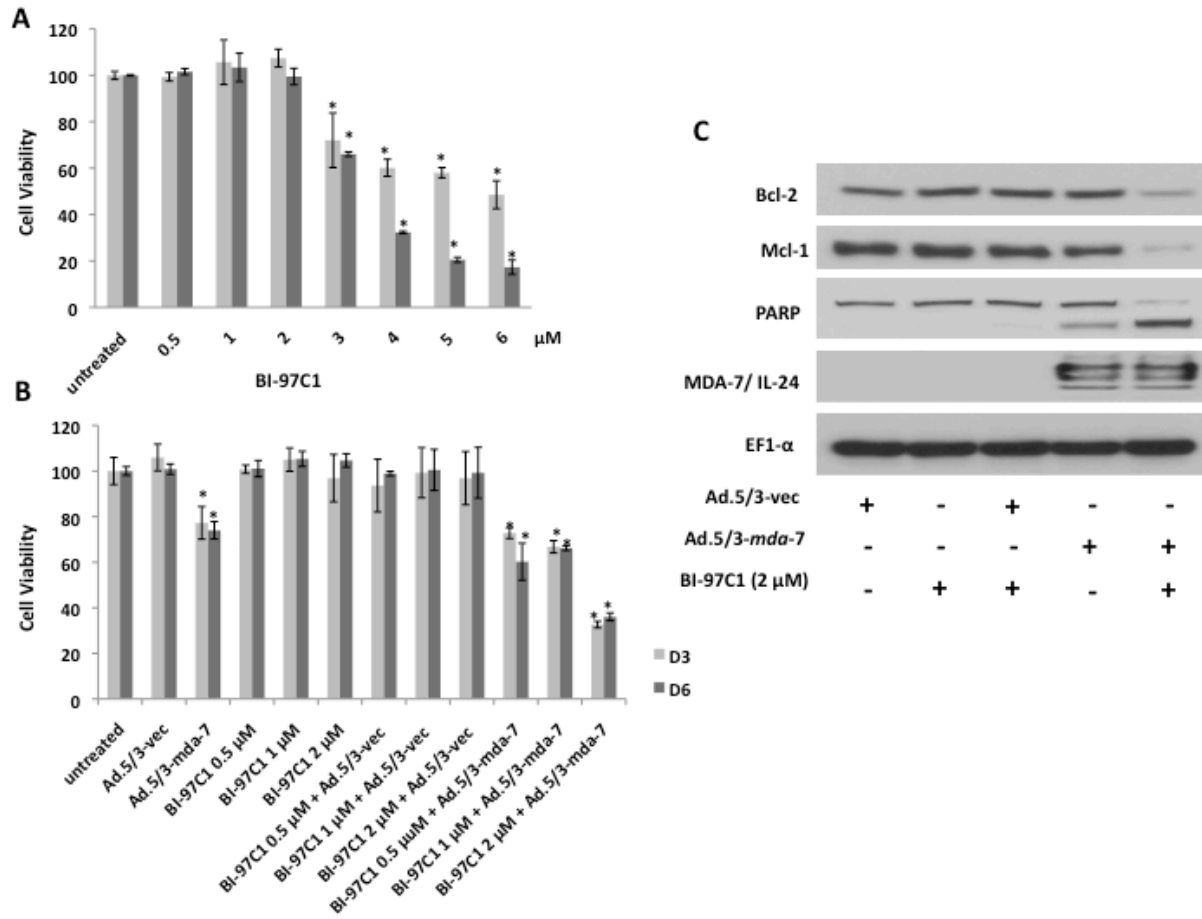 A
120
100
80
60
40
20
0
Cell Viability
* * * * * * * *
untreated 0.5 1 2 3 4 5 6 μM
BI-97C1
B
120
100
80
60
40
20
0
Cell Viability
* * * * * * * *
D3
D6
untreated
Ad.5/3-vec
Ad.5/3-mda-7
BI-97C1 0.5 μM
BI-97C1 1 μM
BI-97C1 2 μM
BI-97C1 0.5 μM + Ad.5/3-vec
BI-97C1 1 μM + Ad.5/3-vec
BI-97C1 2 μM + Ad.5/3-vec
BI-97C1 0.5 μuM + Ad.5/3-mda-7
BI-97C1 1 μM + Ad.5/3-mda-7
BI-97C1 2 μM + Ad.5/3-mda-7
C
Bcl-2
Mcl-1
PARP
MDA-7/ IL-24
EF1-α
Ad.5/3-vec + - + - -
Ad.5/3-mda-7 - - - + +
BI-97C1 (2 μM) - + + - +